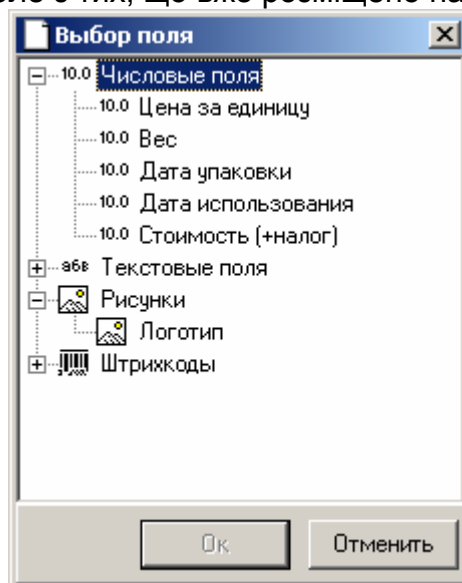 з тих, що вже розміщено на
Выбор поля
10.0 Числовые поля
10.0 Цена за единицу
10.0 Вес
10.0 Дата упаковки
10.0 Дата использования
10.0 Стоимость (+налог)
абв Текстовые поля
Рисунки
Логотип
Штрихкоды
Ок
Отменить